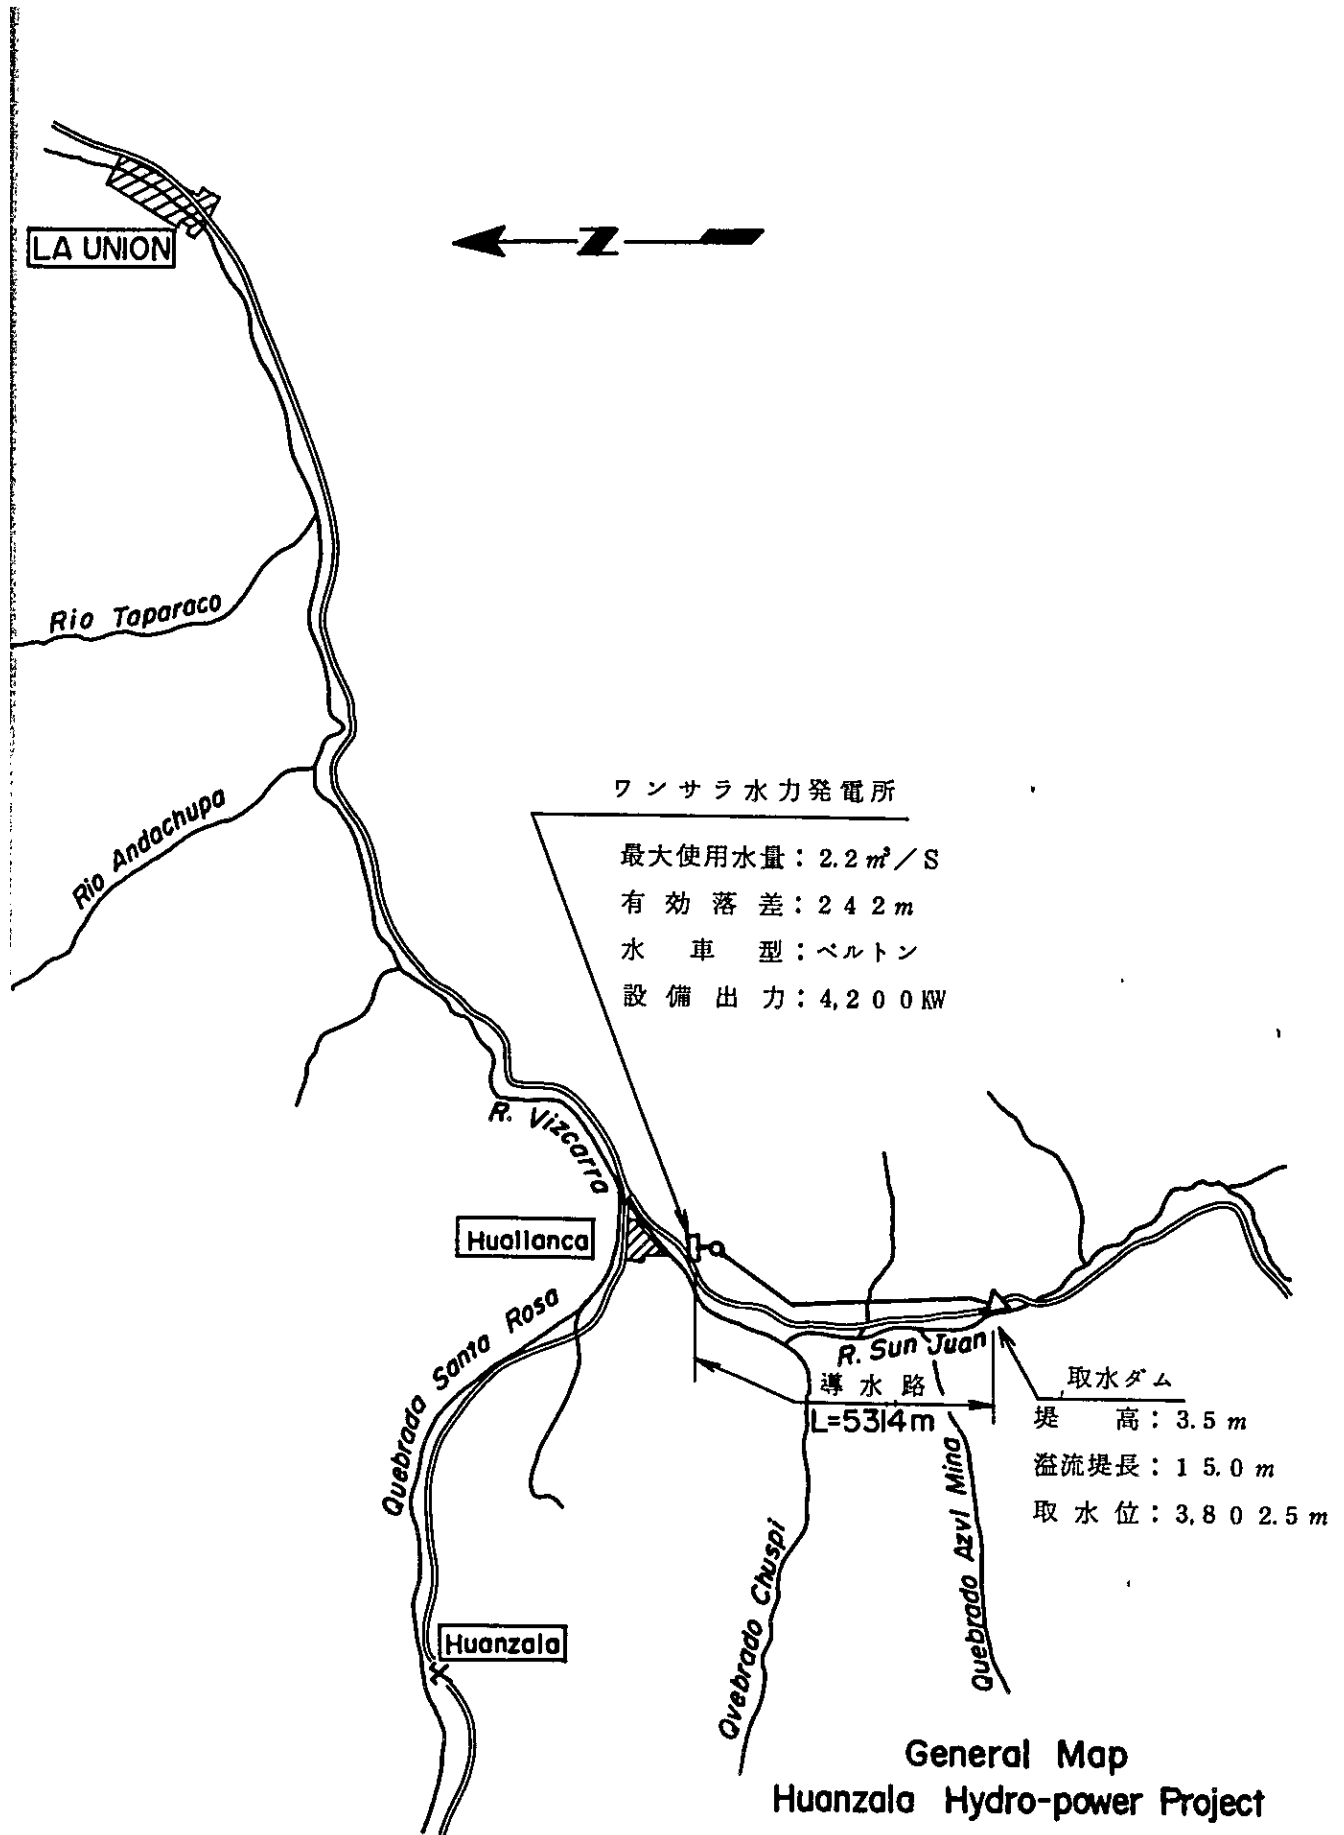 LA UNION
N
Rio Taparaco
Rio Andachupa
ワンサラ水力発電所
最大使用水量：2.2㎥／S
有効落差：242m
水車型：ペルトン
設備出力：4,200KW
R. Vizcarra
Huallanca
Quebrada Santa Rosa
R. Sun Juan
導水路
L=5314m
取水ダム
堤高：3.5m
溢流堤長：15.0m
取水位：3,802.5m
Quebrado Azvl Mina
Qvebrado Chuspi
Huanzala
General Map
Huanzala Hydro-power Project